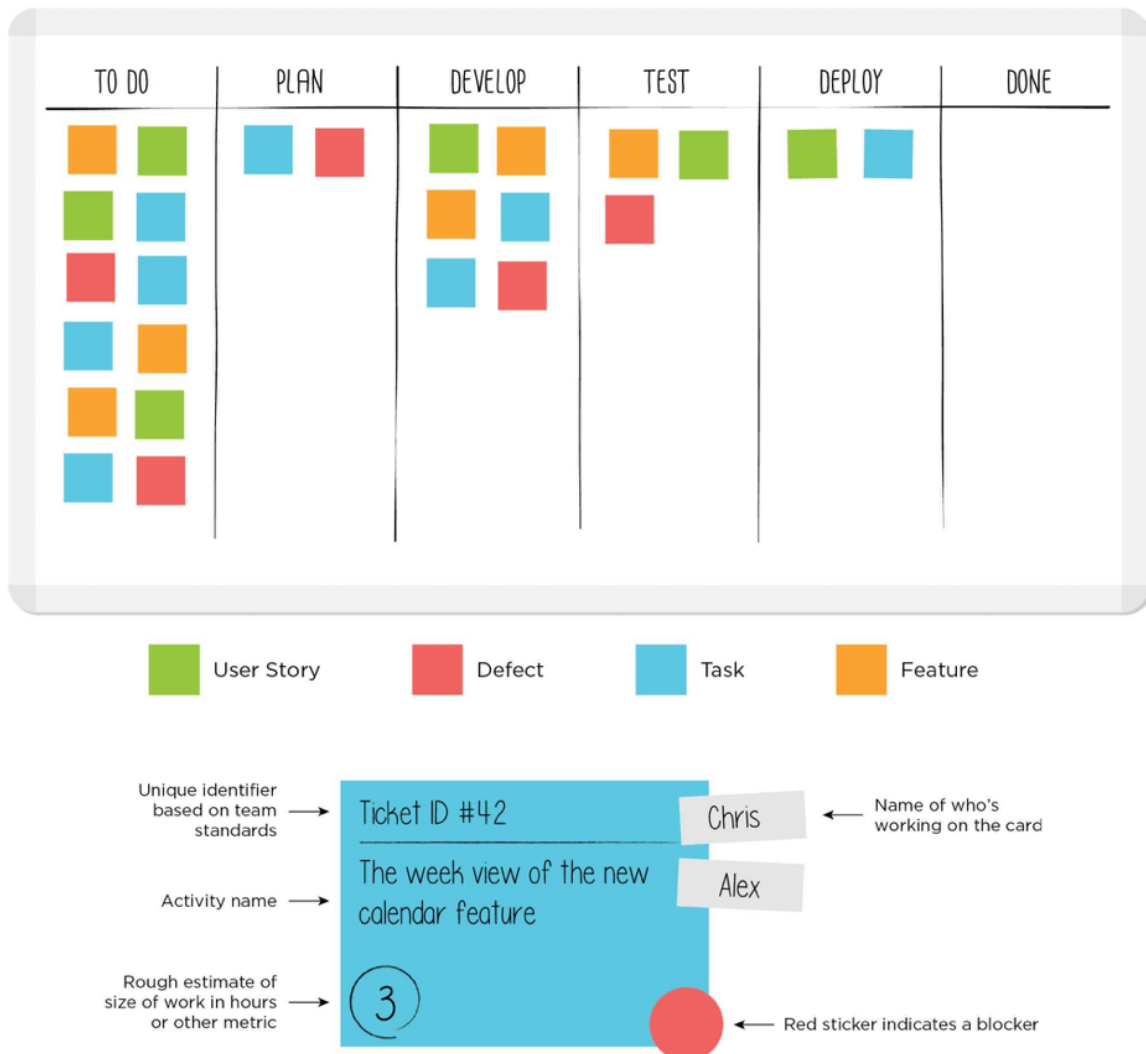 TO DO
PLAN
DEVELOP
TEST
DEPLOY
DONE
User Story
Defect
Task
Feature
Unique identifier
based on team
standards
Ticket ID #42
Chris
Name of who's
working on the card
Activity name
The week view of the new
calendar feature
Alex
Rough estimate of
size of work in hours
or other metric
3
Red sticker indicates a blocker